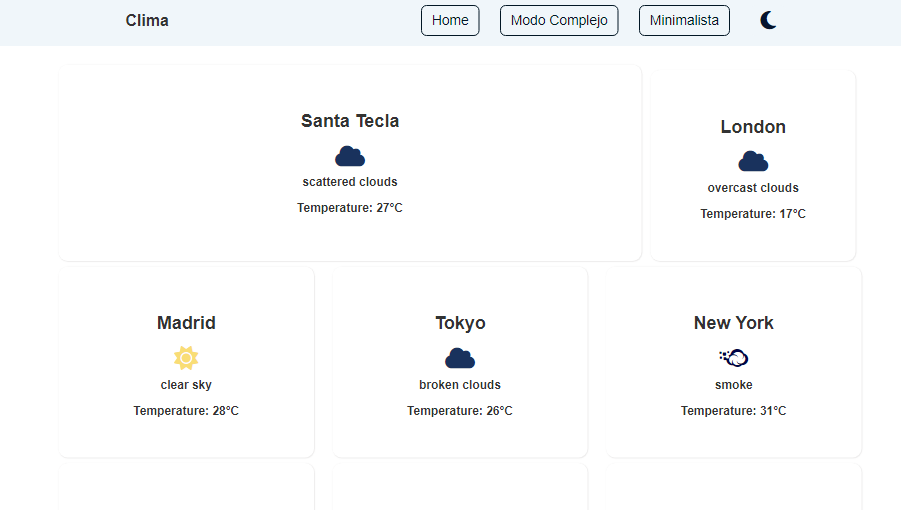 Clima
Home
Modo Complejo
Minimalista
Santa Tecla
scattered clouds
Temperature: 27°C
London
overcast clouds
Temperature: 17°C
Madrid
clear sky
Temperature: 28°C
Tokyo
broken clouds
Temperature: 26°C
New York
smoke
Temperature: 31°C